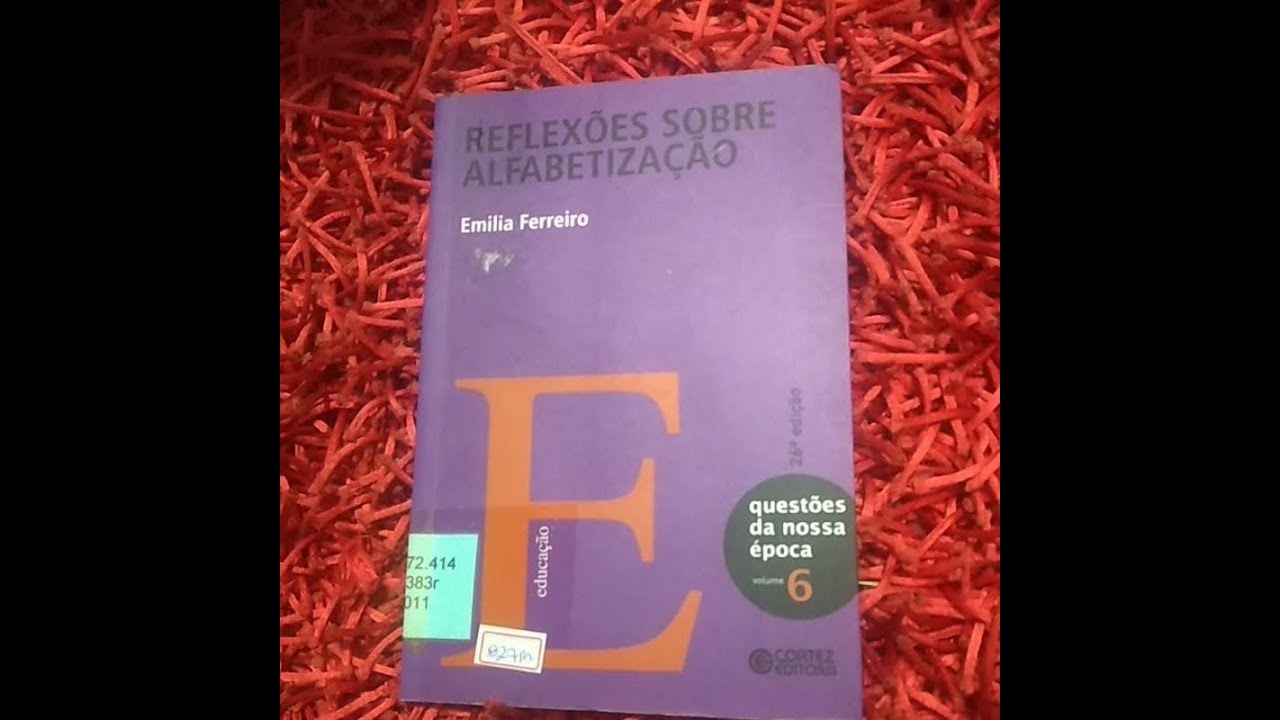 REFLEXÕES SOBRE
ALFABETIZAÇÃO
Emilia Ferreiro
26ª edição
questões
da nossa
época
volume 6
educação
72.414
383r
011
CORTEZ
EDITORA